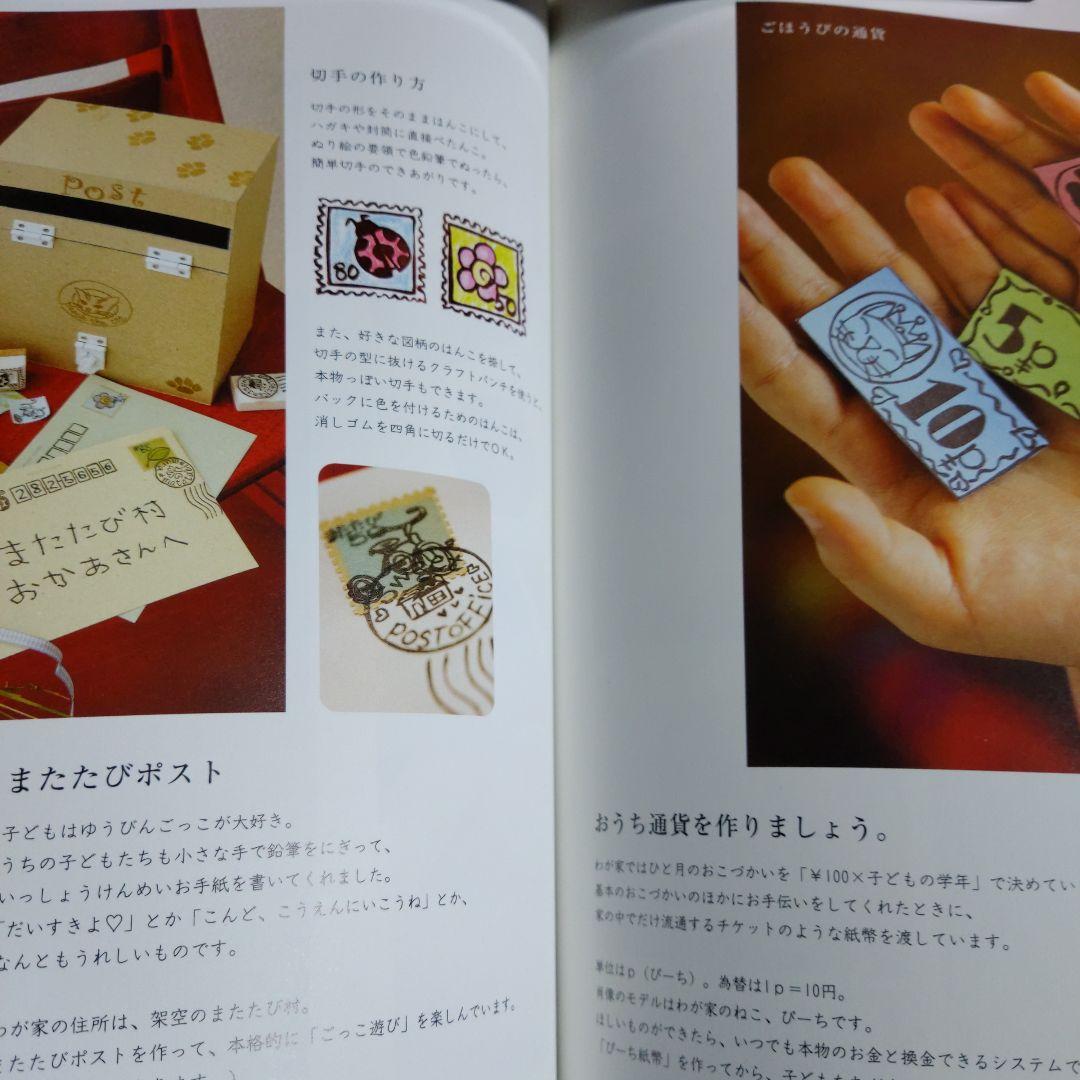 切手の作り方
切手の形をそのままはんこにして、
ハガキや封筒に直接ぺたんこ。
ぬり絵の要領で色鉛筆でぬったら、
簡単切手のできあがりです。
80
50
また、好きな図柄のはんこを捺して、
切手の型に抜けるクラフトパンチを使うと、
本物っぽい切手もできます。
バックに色を付けるためのはんこは、
消しゴムを四角に切るだけでOK。
Post
2823656
またたび村
おかあさんへ
POST OFFICE
またたびポスト
子どもはゆうびんごっこが大好き。
うちの子どもたちも小さな手で鉛筆をにぎって、
いっしょうけんめいお手紙を書いてくれました。
「だいすきよ♡」とか「こんど、こうえんにいこうね」とか、
なんともうれしいものです。
わが家の住所は、架空のまたたび村。
またたびポストを作って、本格的に「ごっこ遊び」を楽しんでいます。
ごほうびの通貨
10p
5p
おうち通貨を作りましょう。
わが家ではひと月のおこづかいを「¥100×子どもの学年」で決めてい
基本のおこづかいのほかにお手伝いをしてくれたときに、
家の中でだけ流通するチケットのような紙幣を渡しています。
単位はp(ぴーち)。為替は1p=10円。
肖像のモデルはわが家のねこ、ぴーちです。
ほしいものができたら、いつでも本物のお金と換金できるシステムで
「ぴーち紙幣」を作ってから、子どもた